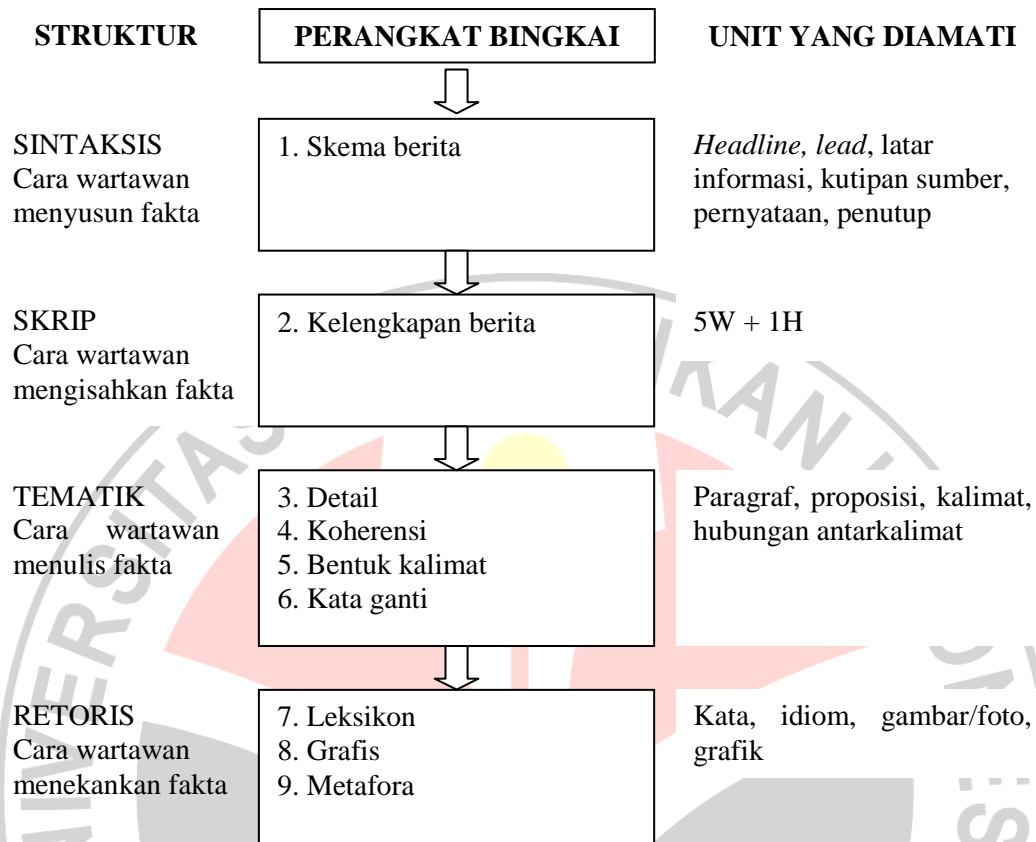 STRUKTUR
PERANGKAT BINGKAI
UNIT YANG DIAMATI
SINTAKSIS
Cara wartawan
menyusun fakta
1. Skema berita
Headline, lead, latar
informasi, kutipan sumber,
pernyataan, penutup
SKRIP
Cara wartawan
mengisahkan fakta
2. Kelengkapan berita
5W + 1H
TEMATIK
Cara wartawan
menulis fakta
3. Detail
4. Koherensi
5. Bentuk kalimat
6. Kata ganti
Paragraf, proposisi, kalimat,
hubungan antarkalimat
RETORIS
Cara wartawan
menekankan fakta
7. Leksikon
8. Grafis
9. Metafora
Kata, idiom, gambar/foto,
grafik